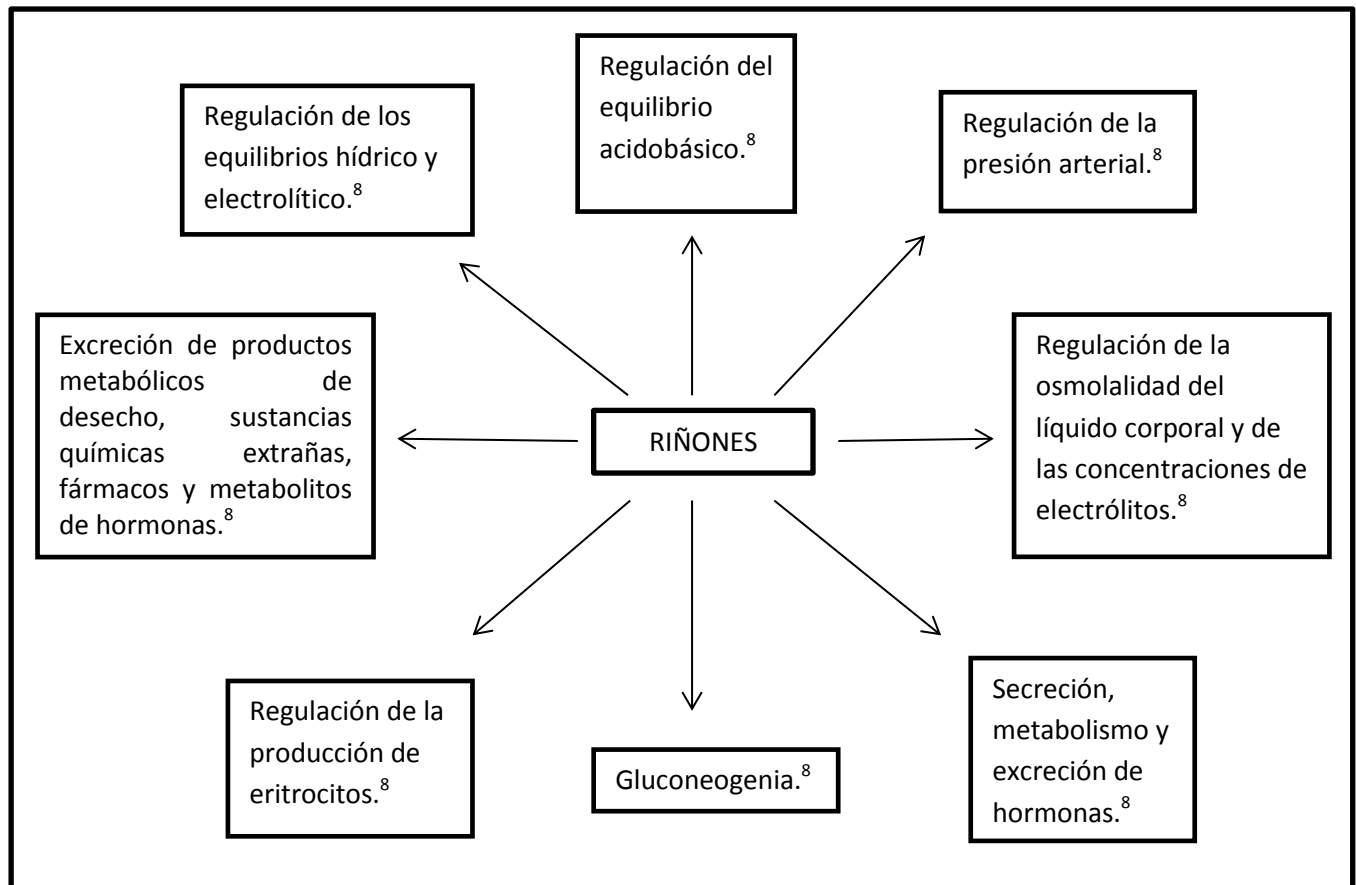 Regulación de los
equilibrios hídrico y
electrolítico.⁸
Regulación del
equilibrio
acidobásico.⁸
Regulación de la
presión arterial.⁸
Excreción de productos
metabólicos de
desecho, sustancias
químicas extrañas,
fármacos y metabolitos
de hormonas.⁸
RIÑONES
Regulación de la
osmolalidad del
líquido corporal y de
las concentraciones de
electrólitos.⁸
Regulación de la
producción de
eritrocitos.⁸
Gluconeogenia.⁸
Secreción,
metabolismo y
excreción de
hormonas.⁸